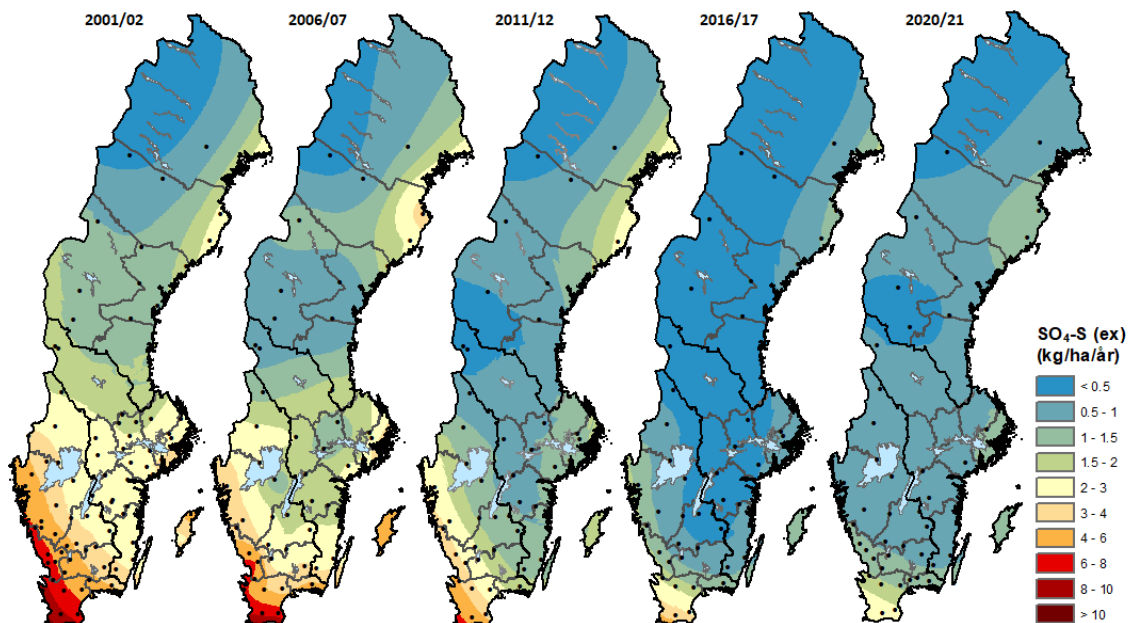 2001/02
2006/07
2011/12
2016/17
2020/21
SO₄-S (ex)
(kg/ha/år)
< 0.5
0.5 - 1
1 - 1.5
1.5 - 2
2 - 3
3 - 4
4 - 6
6 - 8
8 - 10
> 10